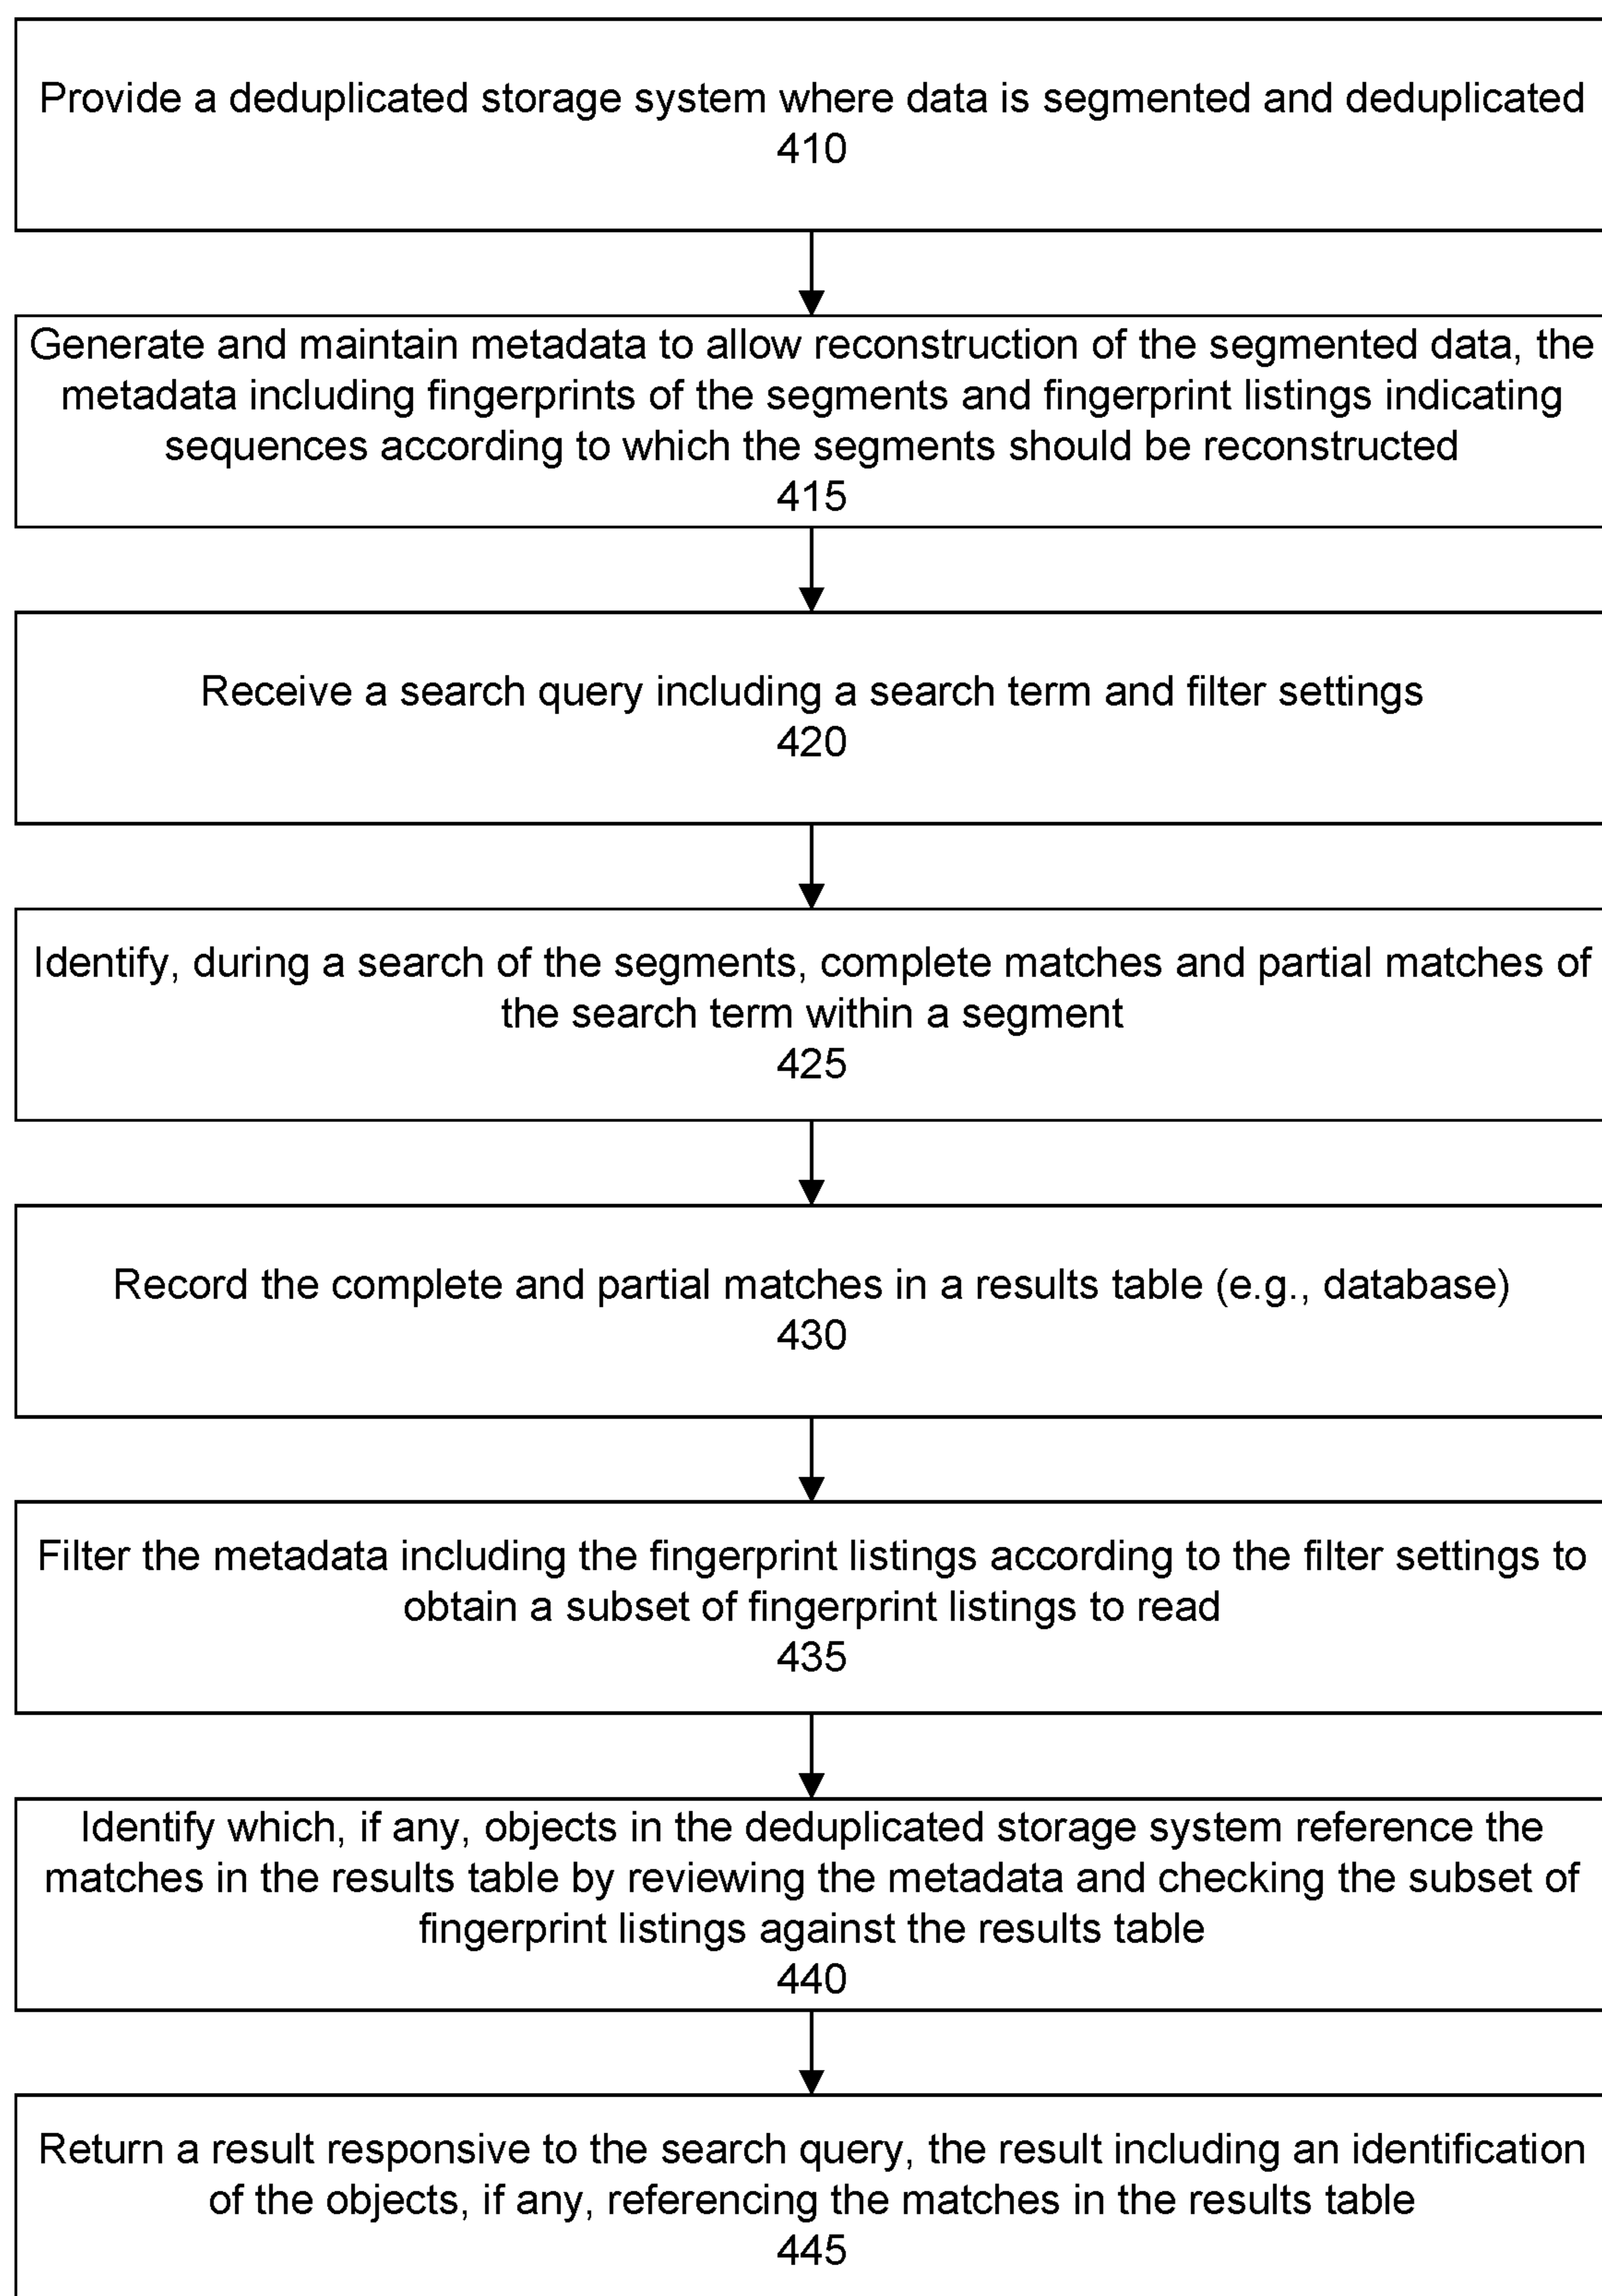 Provide a deduplicated storage system where data is segmented and deduplicated
410
Generate and maintain metadata to allow reconstruction of the segmented data, the
metadata including fingerprints of the segments and fingerprint listings indicating
sequences according to which the segments should be reconstructed
415
Receive a search query including a search term and filter settings
420
Identify, during a search of the segments, complete matches and partial matches of
the search term within a segment
425
Record the complete and partial matches in a results table (e.g., database)
430
Filter the metadata including the fingerprint listings according to the filter settings to
obtain a subset of fingerprint listings to read
435
Identify which, if any, objects in the deduplicated storage system reference the
matches in the results table by reviewing the metadata and checking the subset of
fingerprint listings against the results table
440
Return a result responsive to the search query, the result including an identification
of the objects, if any, referencing the matches in the results table
445